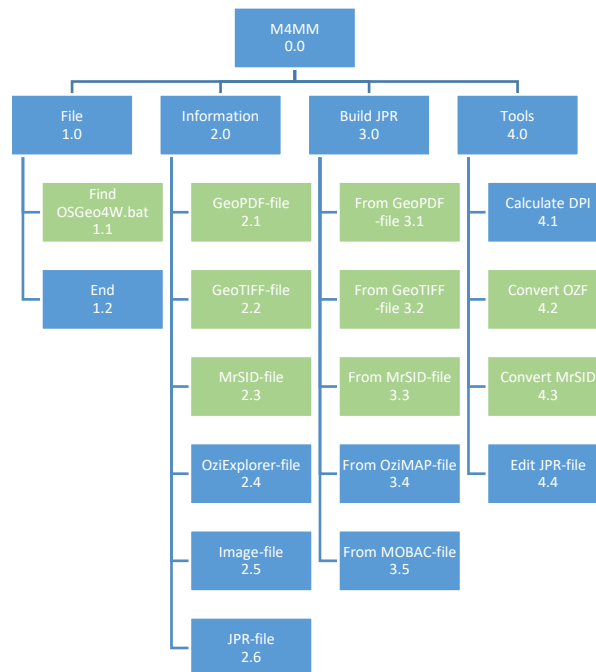 M4MM
0.0
File
1.0
Information
2.0
Build JPR
3.0
Tools
4.0
Find
OSGeo4W.bat
1.1
End
1.2
GeoPDF-file
2.1
GeoTIFF-file
2.2
MrSID-file
2.3
OziExplorer-file
2.4
Image-file
2.5
JPR-file
2.6
From GeoPDF
-file 3.1
From GeoTIFF
-file 3.2
From MrSID-file
3.3
From OziMAP-file
3.4
From MOBAC-file
3.5
Calculate DPI
4.1
Convert OZF
4.2
Convert MrSID
4.3
Edit JPR-file
4.4